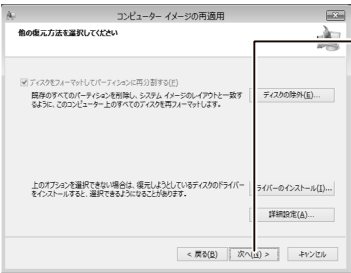 コンピューター イメージの再適用
他の復元方法を選択してください
ディスクをフォーマットしてパーティションに再分割する(F)
既存のすべてのパーティションを削除し、システム イメージのレイアウトと一致す
るように、このコンピューター上のすべてのディスクを再フォーマットします。
ディスクの除外(E)...
上のオプションを選択できない場合は、復元しようとしているディスクのドライバー
をインストールすると、選択できるようになることがあります。
ドライバーのインストール(I)...
詳細設定(A)...
< 戻る(B)
次へ(N) >
キャンセル